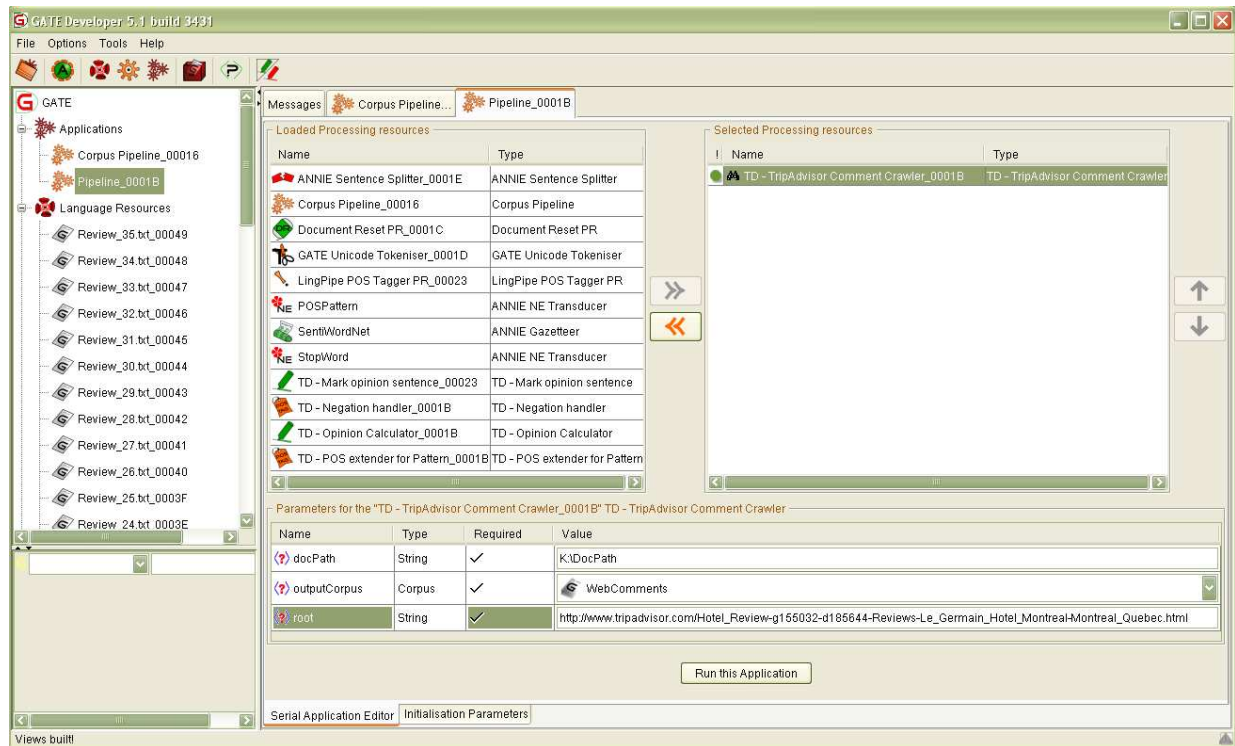 GATE Developer 5.1 build 3431
File Options Tools Help
GATE
Applications
Corpus Pipeline_00016
Pipeline_0001B
Language Resources
Review_35.txt_00049
Review_34.txt_00048
Review_33.txt_00047
Review_32.txt_00046
Review_31.txt_00045
Review_30.txt_00044
Review_29.txt_00043
Review_28.txt_00042
Review_27.txt_00041
Review_26.txt_00040
Review_25.txt_0003F
Review_24.txt_0003E
Messages Corpus Pipeline... Pipeline_0001B
Loaded Processing resources
Name Type
ANNIE Sentence Splitter_0001E ANNIE Sentence Splitter
Corpus Pipeline_00016 Corpus Pipeline
Document Reset PR_0001C Document Reset PR
GATE Unicode Tokeniser_0001D GATE Unicode Tokeniser
LingPipe POS Tagger PR_00023 LingPipe POS Tagger PR
POSPattern ANNIE NE Transducer
SentiWordNet ANNIE Gazetteer
StopWord ANNIE NE Transducer
TD - Mark opinion sentence_00023 TD - Mark opinion sentence
TD - Negation handler_0001B TD - Negation handler
TD - Opinion Calculator_0001B TD - Opinion Calculator
TD - POS extender for Pattern_0001B TD - POS extender for Pattern
Selected Processing resources
! Name Type
TD - TripAdvisor Comment Crawler_0001B TD - TripAdvisor Comment Crawler
Parameters for the "TD - TripAdvisor Comment Crawler_0001B" TD - TripAdvisor Comment Crawler
Name Type Required Value
docPath String ✓ K:\DocPath
outputCorpus Corpus ✓ WebComments
root String ✓ http://www.tripadvisor.com/Hotel_Review-g155032-d185644-Reviews-Le_Germain_Hotel_Montreal-Montreal_Quebec.html
Run this Application
Serial Application Editor Initialisation Parameters
Views built!